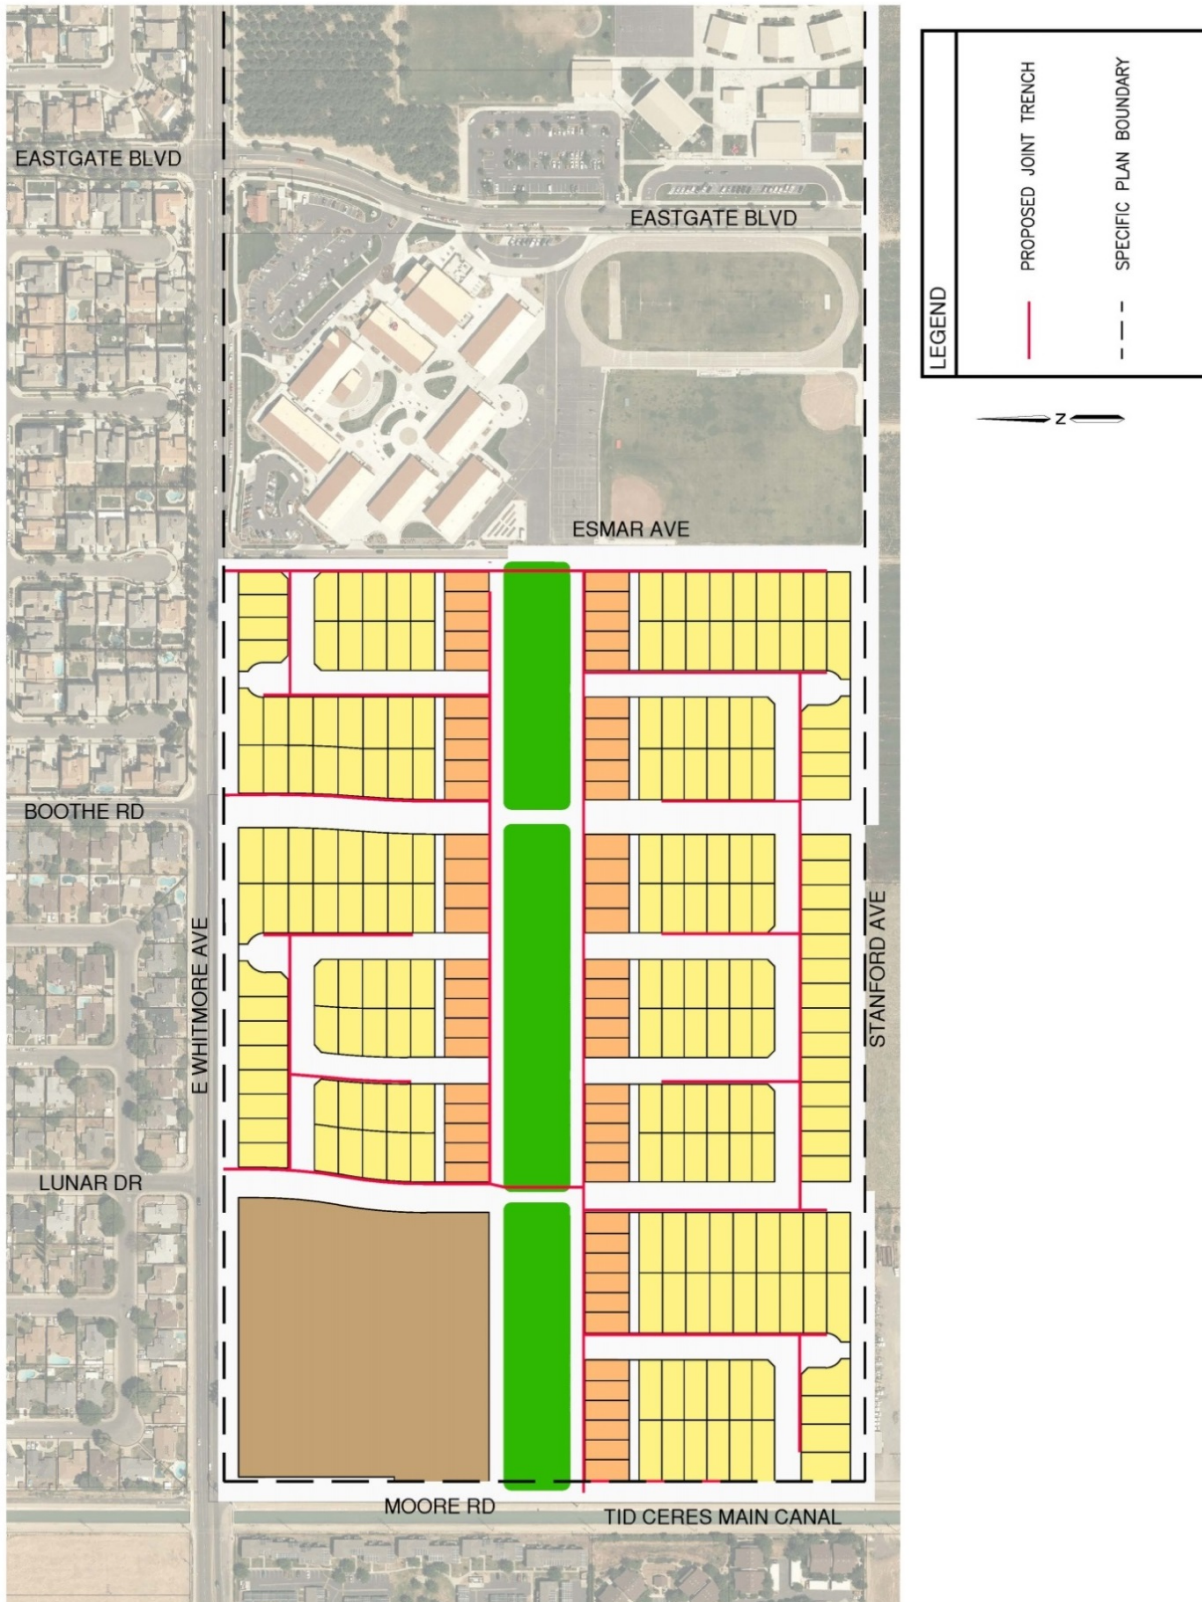 EASTGATE BLVD
EASTGATE BLVD
ESMAR AVE
BOOTHE RD
E WHITMORE AVE
STANFORD AVE
LUNAR DR
MOORE RD
TID CERES MAIN CANAL
LEGEND
PROPOSED JOINT TRENCH
SPECIFIC PLAN BOUNDARY
N